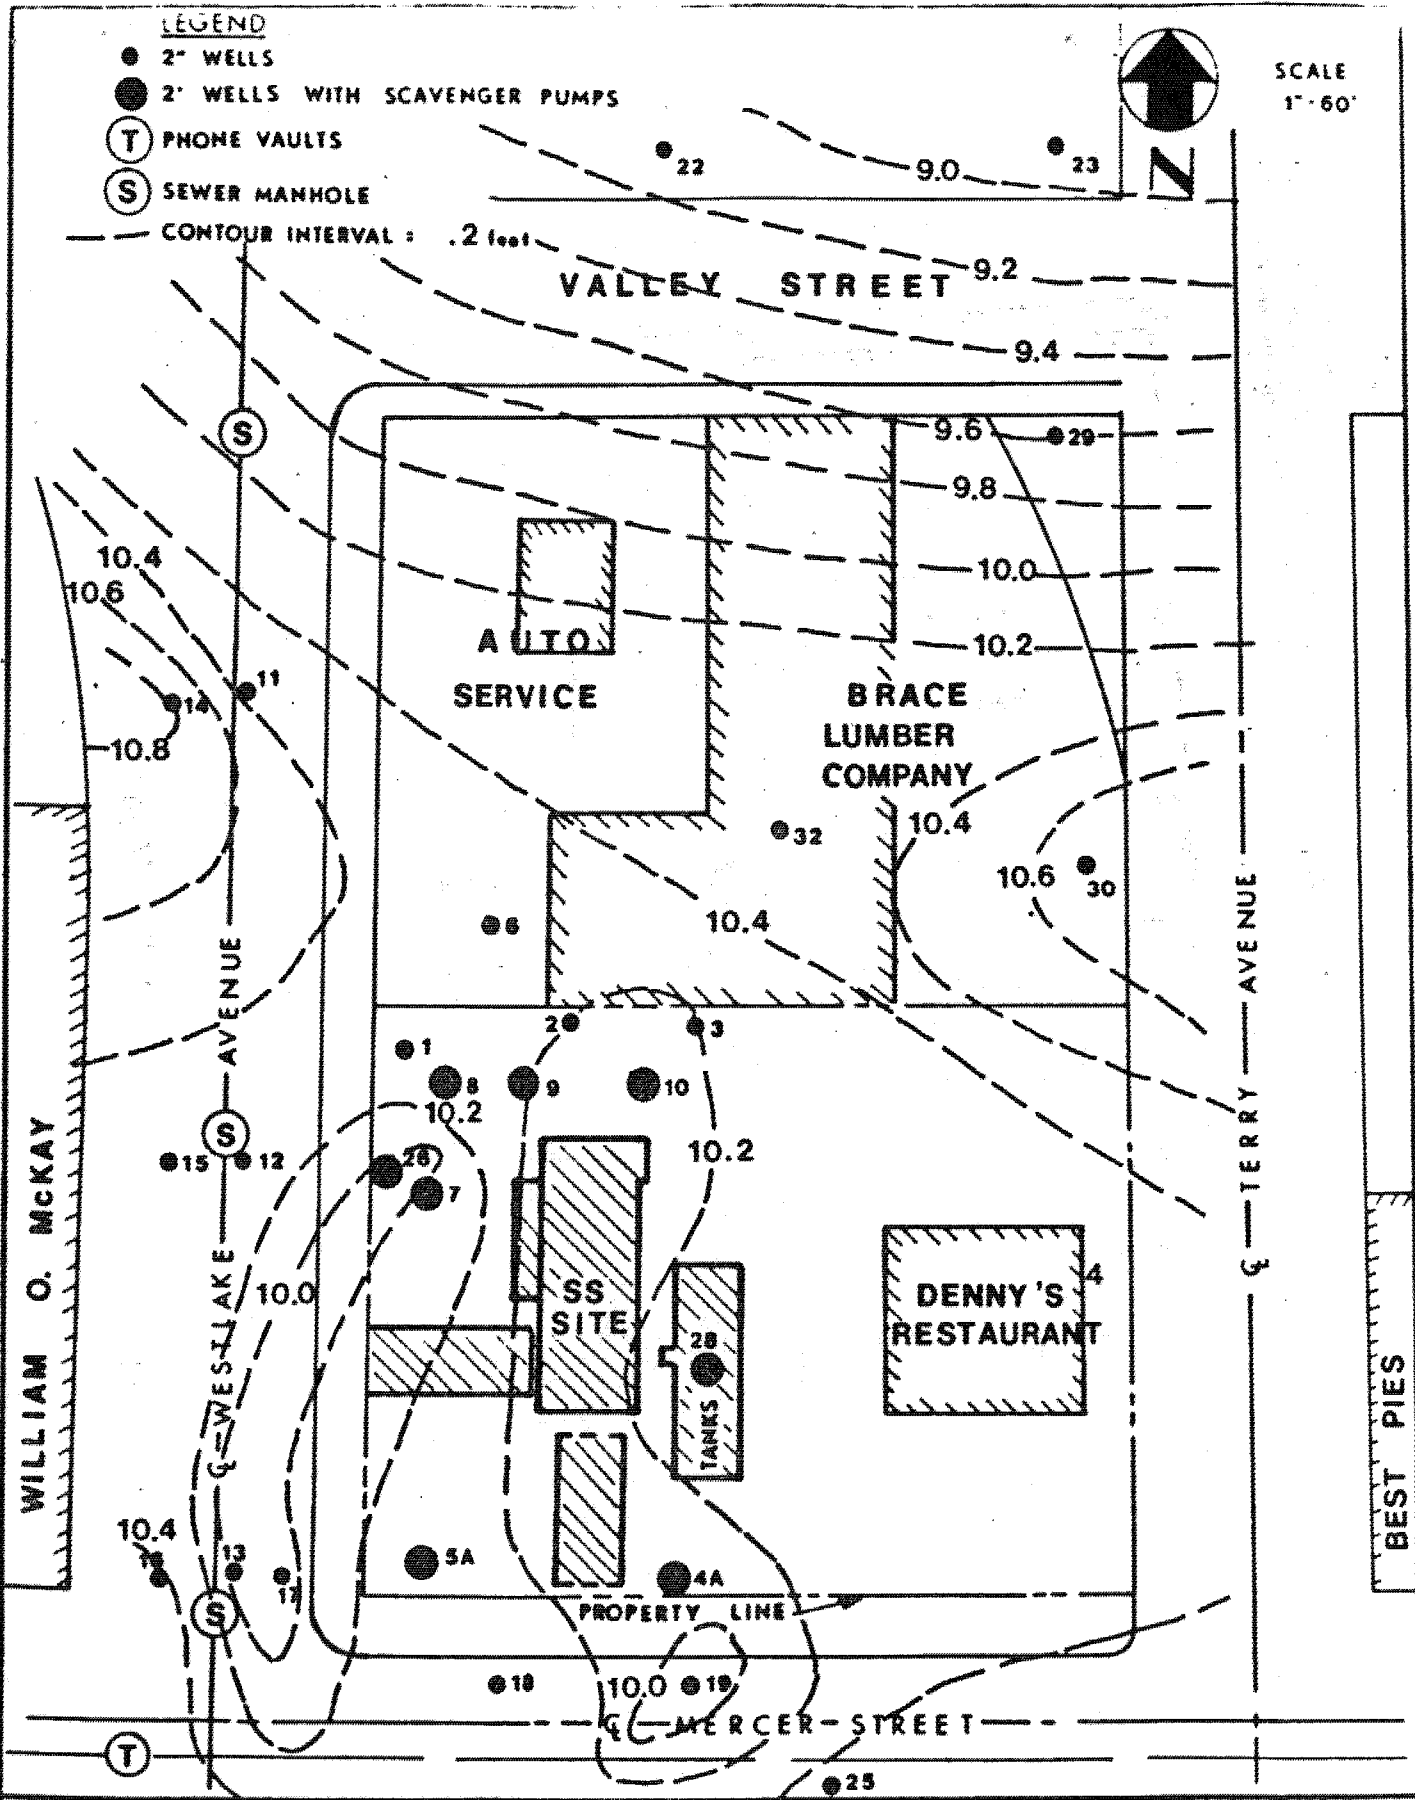 LEGEND
2" WELLS
2' WELLS WITH SCAVENGER PUMPS
T PHONE VAULTS
S SEWER MANHOLE
CONTOUR INTERVAL : .2 feet
N
SCALE
1"-60'
22
23
9.0
VALLEY STREET
9.2
9.4
S
9.6
29
9.8
10.4
10.6
10.0
10.2
AUTO
SERVICE
BRACE
LUMBER
COMPANY
11
14
10.8
32
10.4
10.6
30
6
10.4
2
3
1
8
9
10
10.2
10.2
S
15
12
26
7
10.0
SS
SITE
28
TANKS
DENNY'S
RESTAURANT
4
WILLIAM O. McKAY
℄ WESTLAKE AVENUE
℄ TERRY AVENUE
BEST PIES
10.4
16
13
17
5A
4A
S
PROPERTY LINE
18
10.0
19
℄ MERCER STREET
T
25